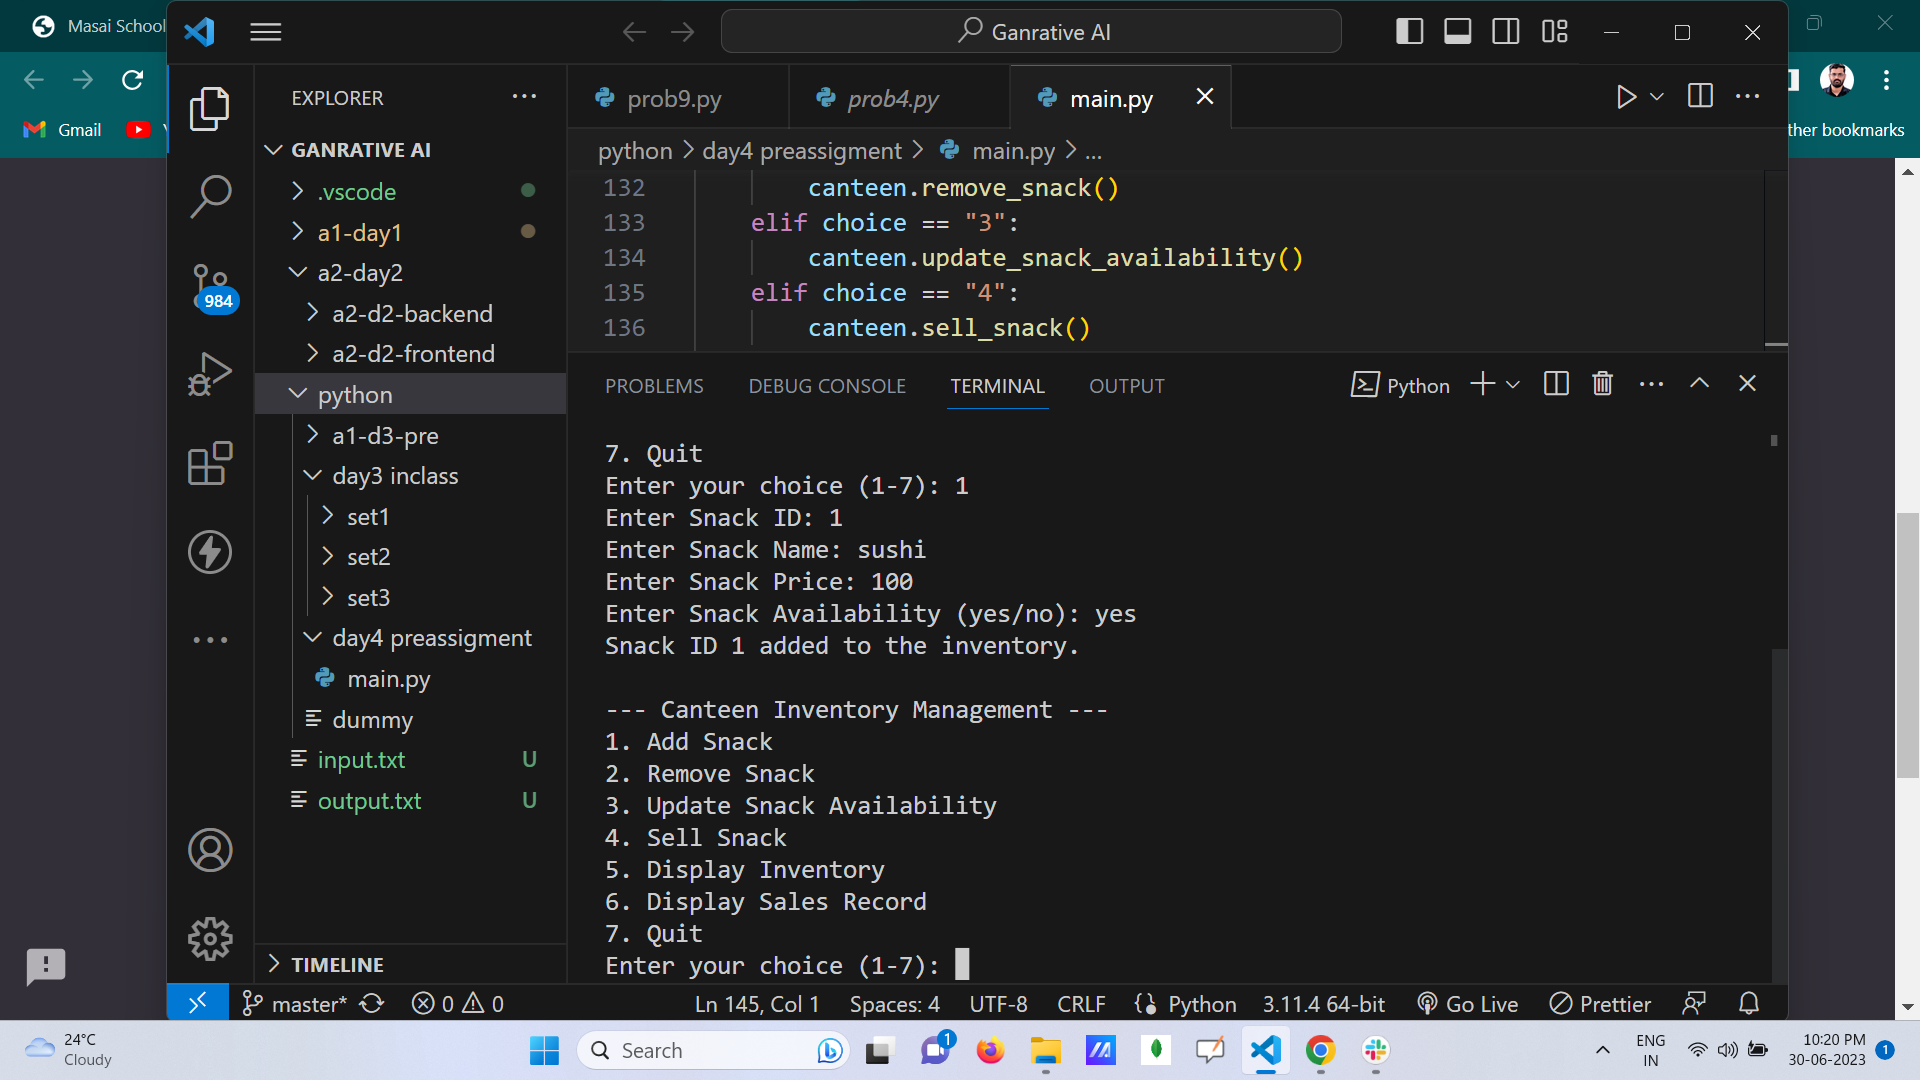 Masai School
Ganrative AI
Gmail
ther bookmarks
EXPLORER
GANRATIVE AI
.vscode
a1-day1
a2-day2
a2-d2-backend
a2-d2-frontend
python
a1-d3-pre
day3 inclass
set1
set2
set3
day4 preassigment
main.py
dummy
input.txt U
output.txt U
TIMELINE
984
prob9.py prob4.py main.py
python > day4 preassigment > main.py > ...
132 canteen.remove_snack()
133 elif choice == "3":
134 canteen.update_snack_availability()
135 elif choice == "4":
136 canteen.sell_snack()
PROBLEMS DEBUG CONSOLE TERMINAL OUTPUT Python
7. Quit
Enter your choice (1-7): 1
Enter Snack ID: 1
Enter Snack Name: sushi
Enter Snack Price: 100
Enter Snack Availability (yes/no): yes
Snack ID 1 added to the inventory.
--- Canteen Inventory Management ---
1. Add Snack
2. Remove Snack
3. Update Snack Availability
4. Sell Snack
5. Display Inventory
6. Display Sales Record
7. Quit
Enter your choice (1-7):
master* 0 0 Ln 145, Col 1 Spaces: 4 UTF-8 CRLF Python 3.11.4 64-bit Go Live Prettier
24°C
Cloudy
Search
1
ENG
IN
10:20 PM
30-06-2023
1